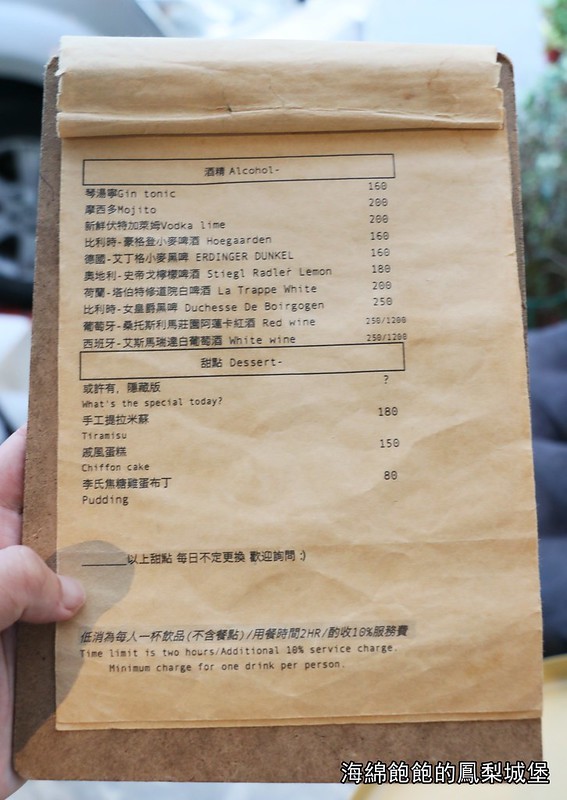 酒精 Alcohol-
琴湯寧Gin tonic 160
摩西多Mojito 200
新鮮伏特加萊姆Vodka lime 200
比利時-豪格登小麥啤酒 Hoegaarden 160
德國-艾丁格小麥黑啤 ERDINGER DUNKEL 160
奧地利-史帝戈檸檬啤酒 Stiegl Radler Lemon 180
荷蘭-塔伯特修道院白啤酒 La Trappe White 200
比利時-女皇爵黑啤 Duchesse De Boirgogen 250
葡萄牙-桑托斯利馬莊園阿蓮卡紅酒 Red wine 250/1200
西班牙-艾斯馬瑞達白葡萄酒 White wine 250/1200
甜點 Dessert-
或許有，隱藏版 ?
What's the special today?
手工提拉米蘇 180
Tiramisu
戚風蛋糕 150
Chiffon cake
李氏焦糖雞蛋布丁 80
Pudding
______以上甜點 每日不定更換 歡迎詢問 :)
低消為每人一杯飲品(不含餐點)/用餐時間2HR/酌收10%服務費
Time limit is two hours/Additional 10% service charge.
Minimum charge for one drink per person.
海綿飽飽的鳳梨城堡